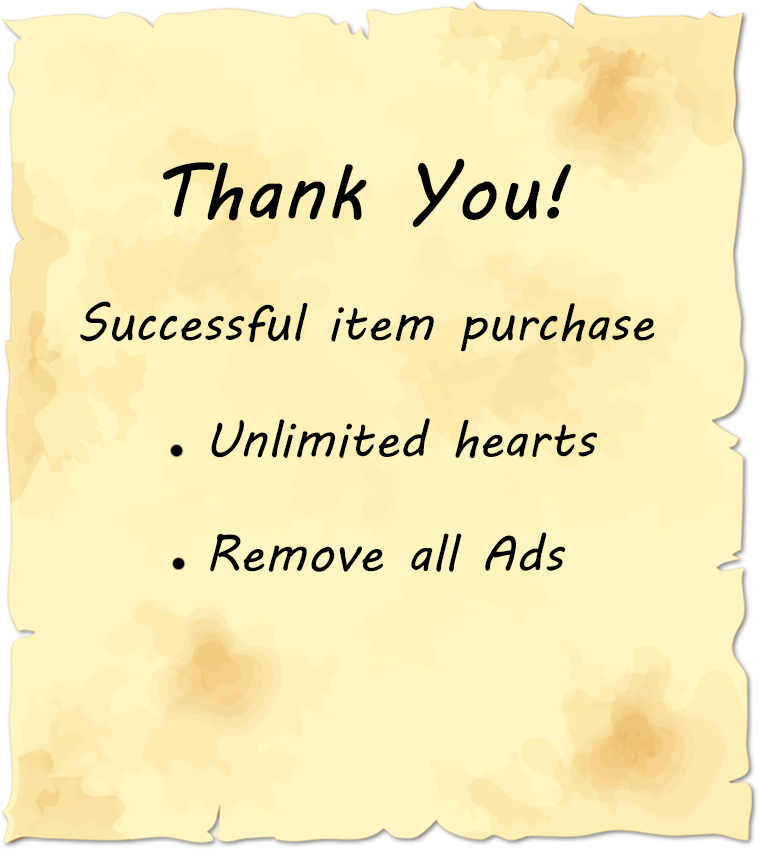 Thank You!
Successful item purchase
• Unlimited hearts
• Remove all Ads